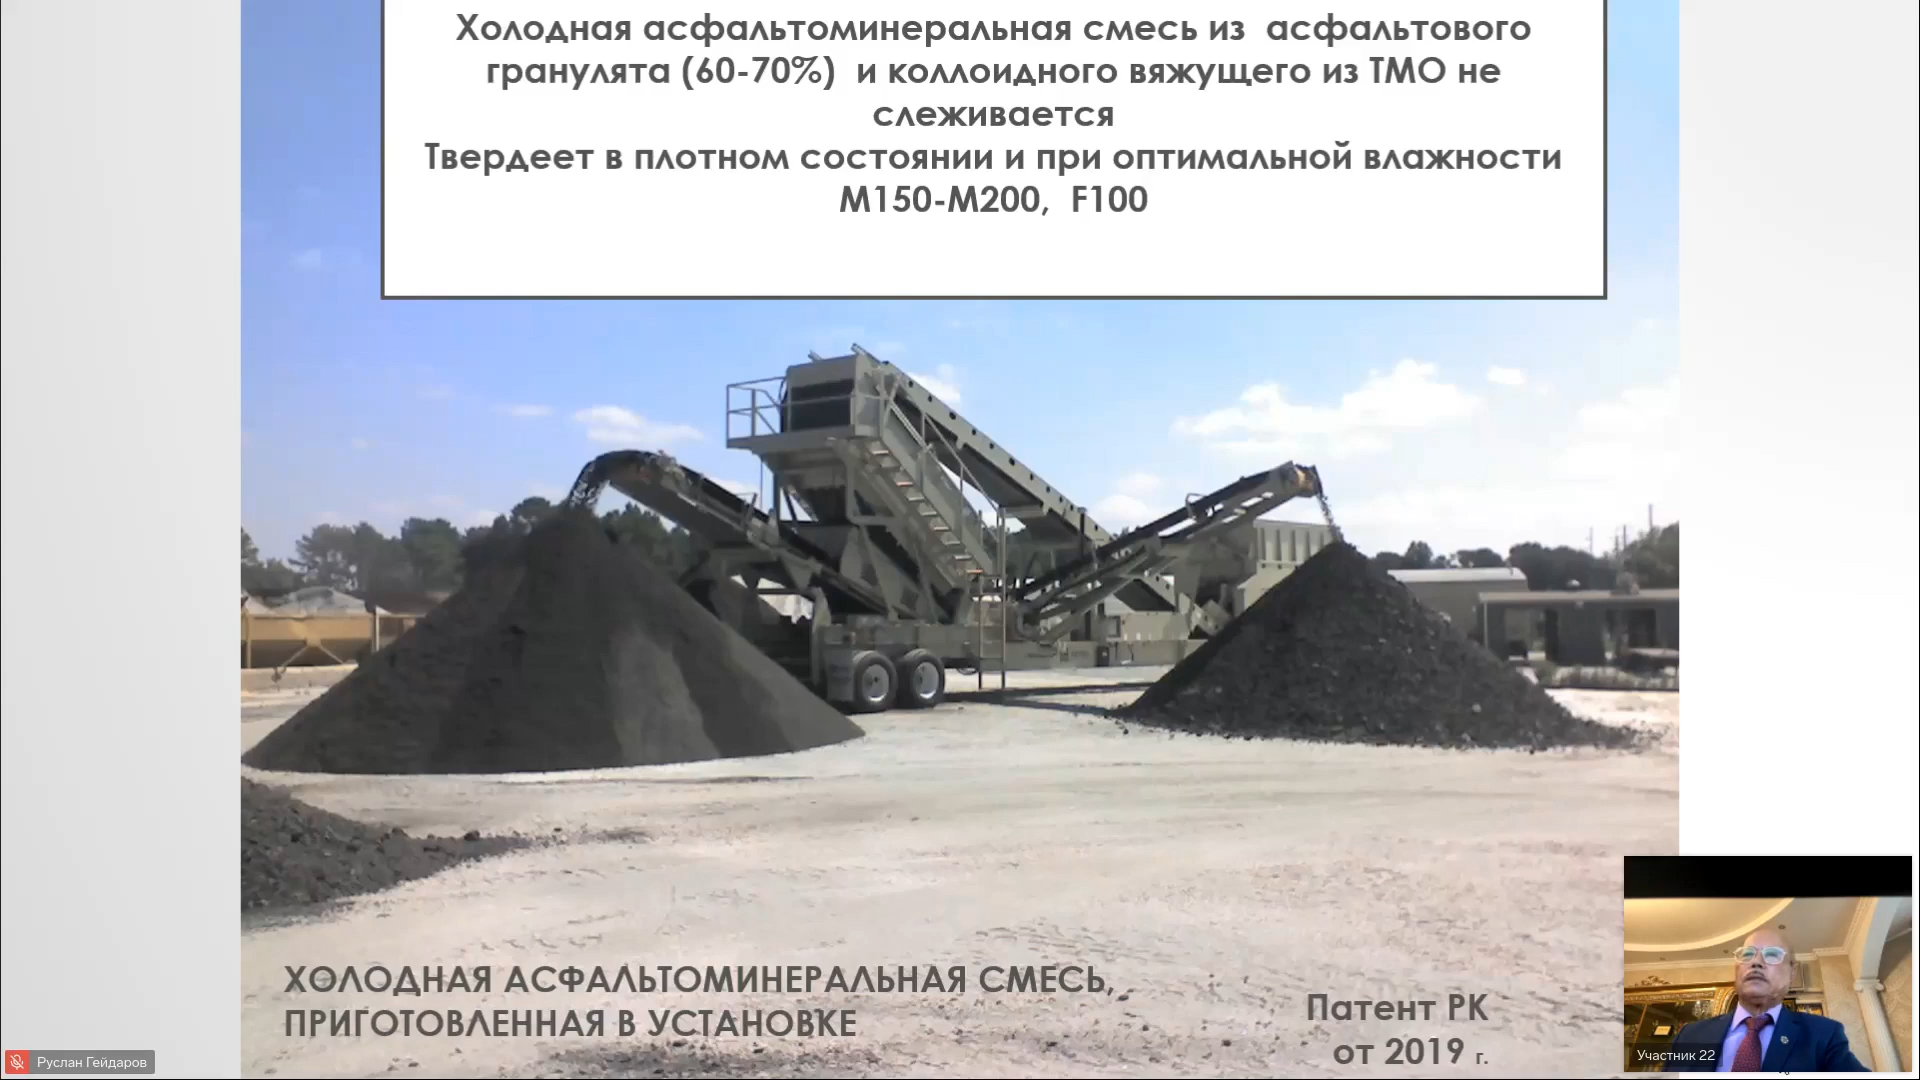 Холодная асфальтоминеральная смесь из асфальтового
гранулята (60-70%) и коллоидного вяжущего из ТМО не
слеживается
Твердеет в плотном состоянии и при оптимальной влажности
М150-М200, F100
ХОЛОДНАЯ АСФАЛЬТОМИНЕРАЛЬНАЯ СМЕСЬ,
ПРИГОТОВЛЕННАЯ В УСТАНОВКЕ
Патент РК
от 2019 г.
Руслан Гейдаров
Участник 22